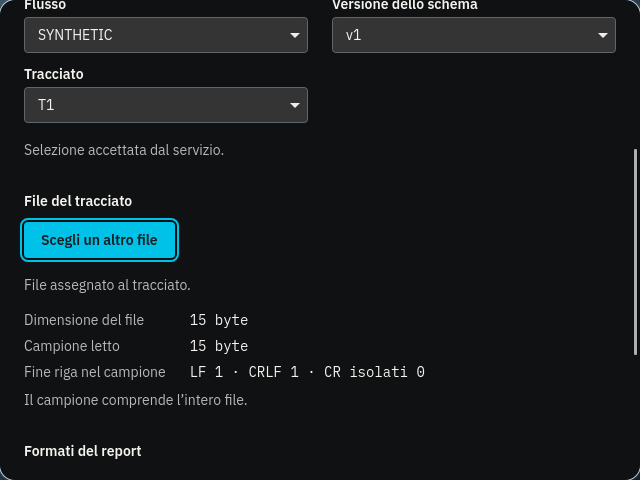 Flusso
Versione dello schema
SYNTHETIC
v1
Tracciato
T1
Selezione accettata dal servizio.
File del tracciato
Scegli un altro file
File assegnato al tracciato.
Dimensione del file 15 byte
Campione letto 15 byte
Fine riga nel campione LF 1 · CRLF 1 · CR isolati 0
Il campione comprende l’intero file.
Formati del report